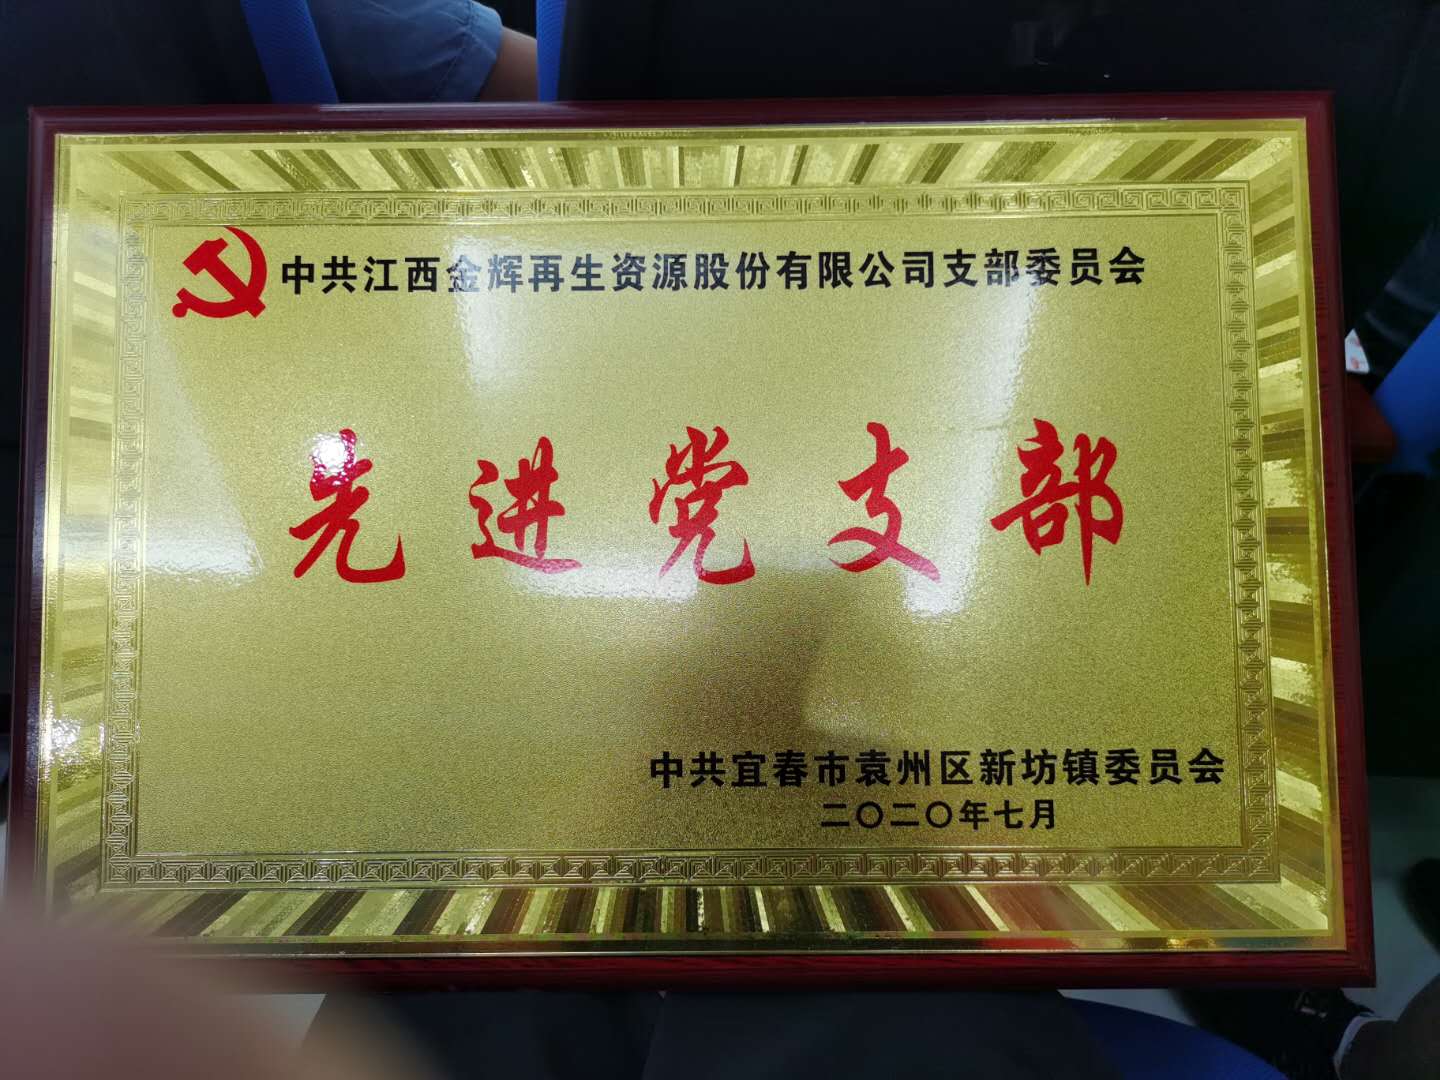 中共江西金辉再生资源股份有限公司支部委员会
先进党支部
中共宜春市袁州区新坊镇委员会
二〇二〇年七月